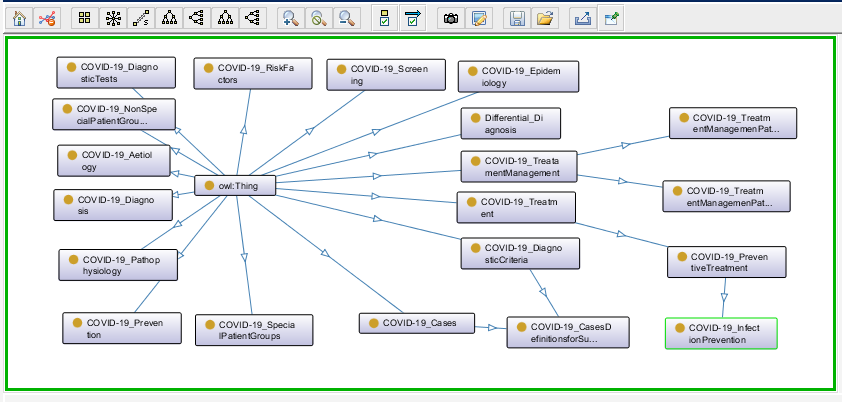 COVID-19_Diagno
sticTests
COVID-19_RiskFa
ctors
COVID-19_Screen
ing
COVID-19_Epidem
iology
COVID-19_NonSpe
cialPatientGrou...
Differential_Di
agnosis
COVID-19_Treatm
entManagemenPat...
COVID-19_Aetiol
ogy
COVID-19_Treata
mentManagement
owl:Thing
COVID-19_Treatm
entManagemenPat...
COVID-19_Diagno
sis
COVID-19_Treatm
ent
COVID-19_Pathop
hysiology
COVID-19_Diagno
sticCriteria
COVID-19_Preven
tiveTreatment
COVID-19_Preven
tion
COVID-19_Specia
lPatientGroups
COVID-19_Cases
COVID-19_CasesD
efinitionsforSu...
COVID-19_Infect
ionPrevention